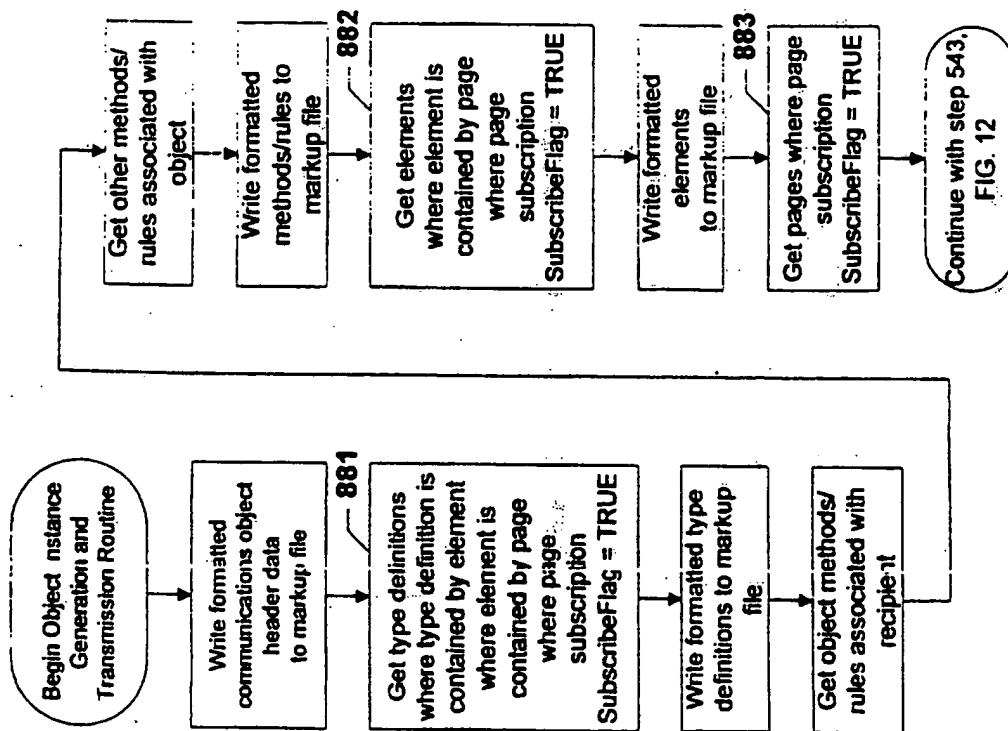 Begin Object nstance
Generation and
Transmission Routine
Write formatted
communications object
header data
to markup file
881
Get type definitions
where type definition is
contained by element
where element is
contained by page
where page
subscription
SubscribeFlag = TRUE
Write formatted type
definitions to markup
file
Get object methods/
rules associated with
recipient
Get other methods/
rules associated with
object
Write formatted
methods/rules to
markup file
882
Get elements
where element is
contained by page
where page
subscription
SubscribeFlag = TRUE
Write formatted
elements
to markup file
883
Get pages where page
subscription
SubscribeFlag = TRUE
Continue with step 543,
FIG. 12